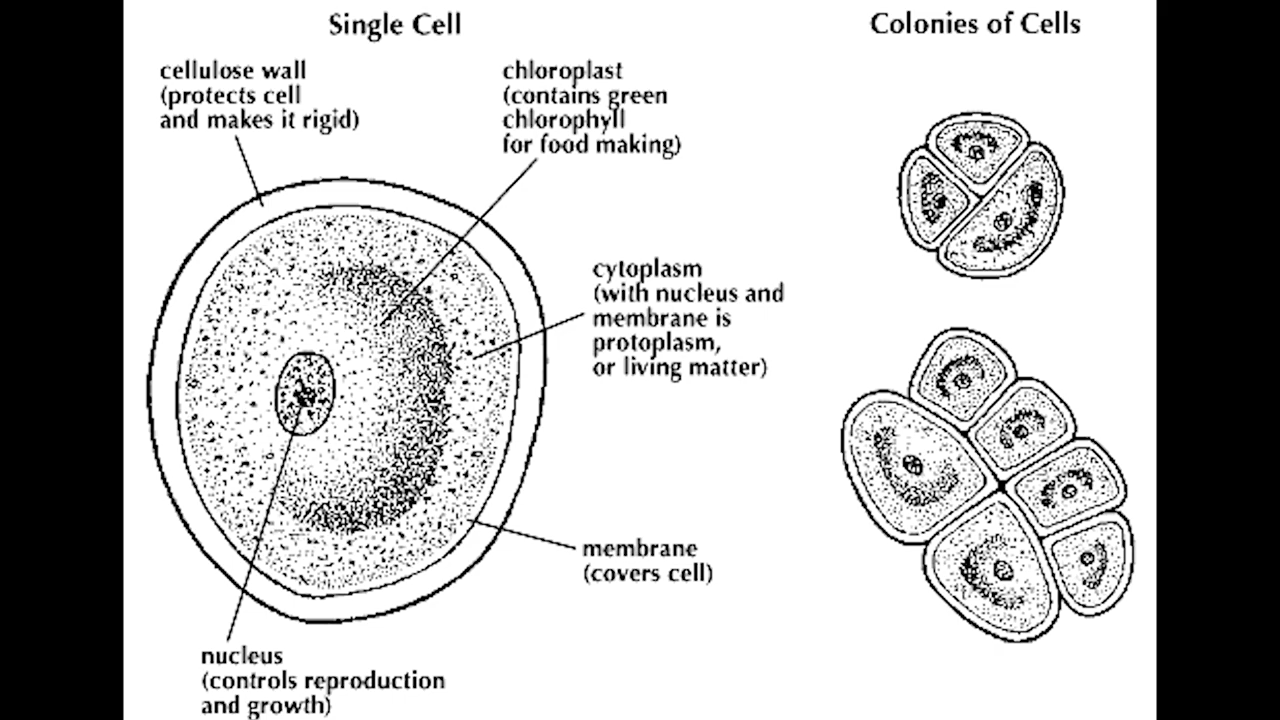 Single Cell
Colonies of Cells
cellulose wall
(protects cell
and makes it rigid)
chloroplast
(contains green
chlorophyll
for food making)
cytoplasm
(with nucleus and
membrane is
protoplasm,
or living matter)
membrane
(covers cell)
nucleus
(controls reproduction
and growth)